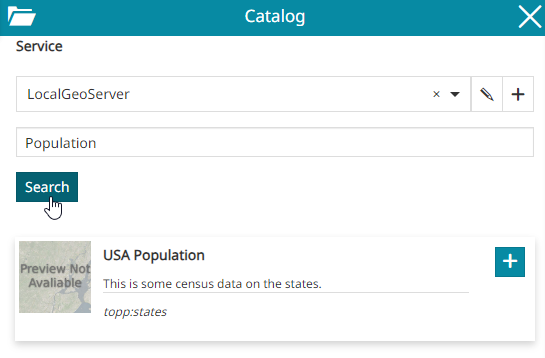 Catalog
Service
LocalGeoServer
Population
Search
Preview Not
Avaliable
USA Population
This is some census data on the states.
topp:states